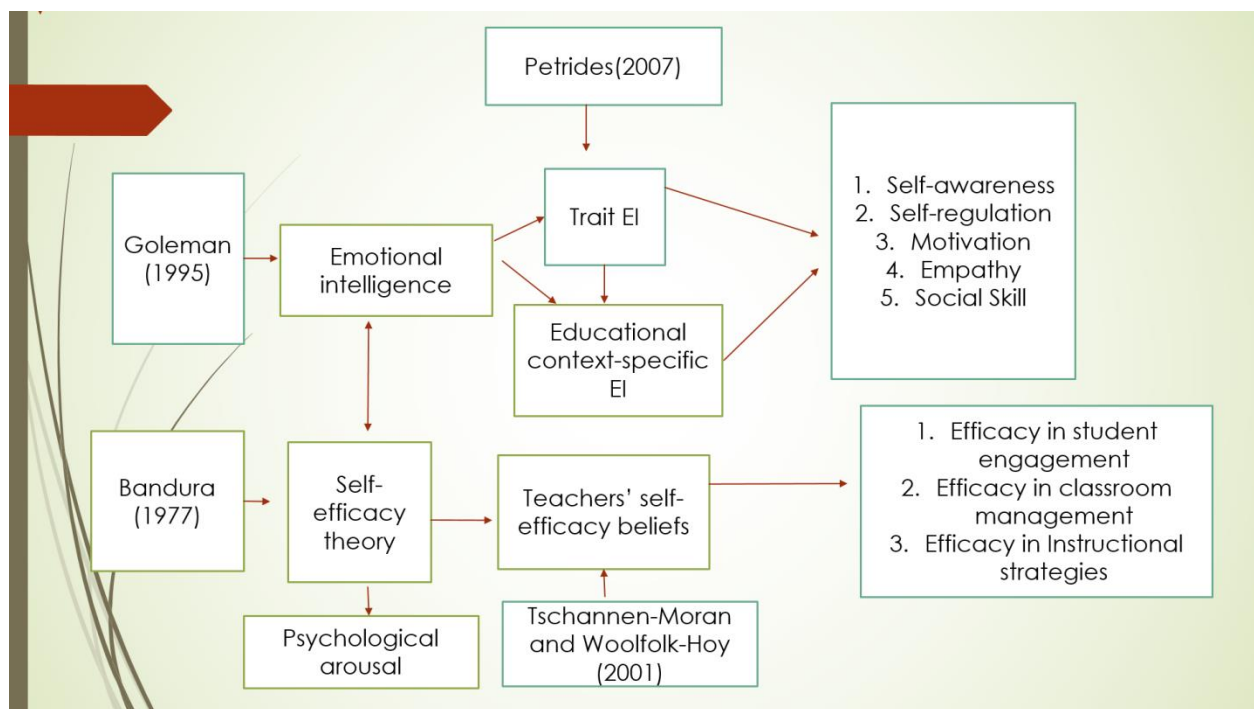 Petrides(2007)
Goleman
(1995)
Emotional
intelligence
Trait EI
Educational
context-specific
EI
1. Self-awareness
2. Self-regulation
3. Motivation
4. Empathy
5. Social Skill
Bandura
(1977)
Self-
efficacy
theory
Teachers’ self-
efficacy beliefs
1. Efficacy in student
engagement
2. Efficacy in classroom
management
3. Efficacy in Instructional
strategies
Psychological
arousal
Tschannen-Moran
and Woolfolk-Hoy
(2001)